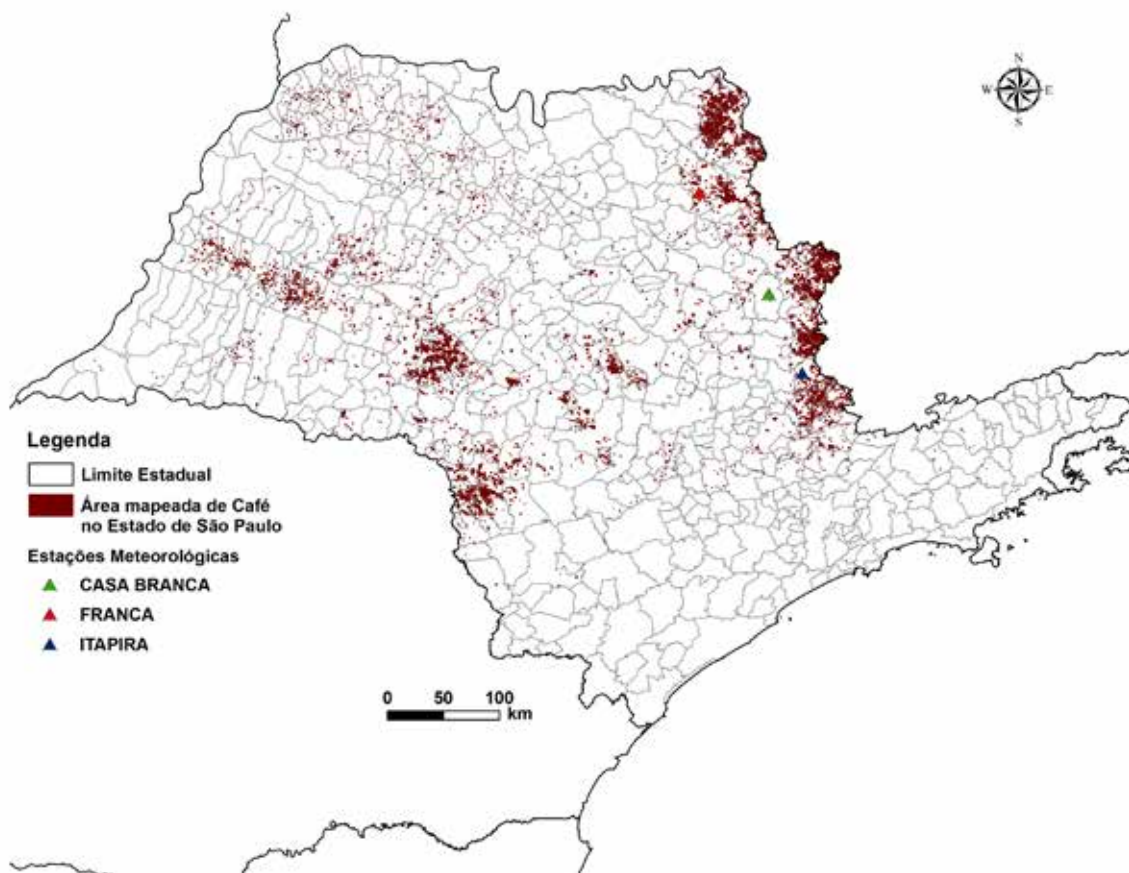 N
W E
S
Legenda
Limite Estadual
Área mapeada de Café
no Estado de São Paulo
Estações Meteorológicas
CASA BRANCA
FRANCA
ITAPIRA
0 50 100
km